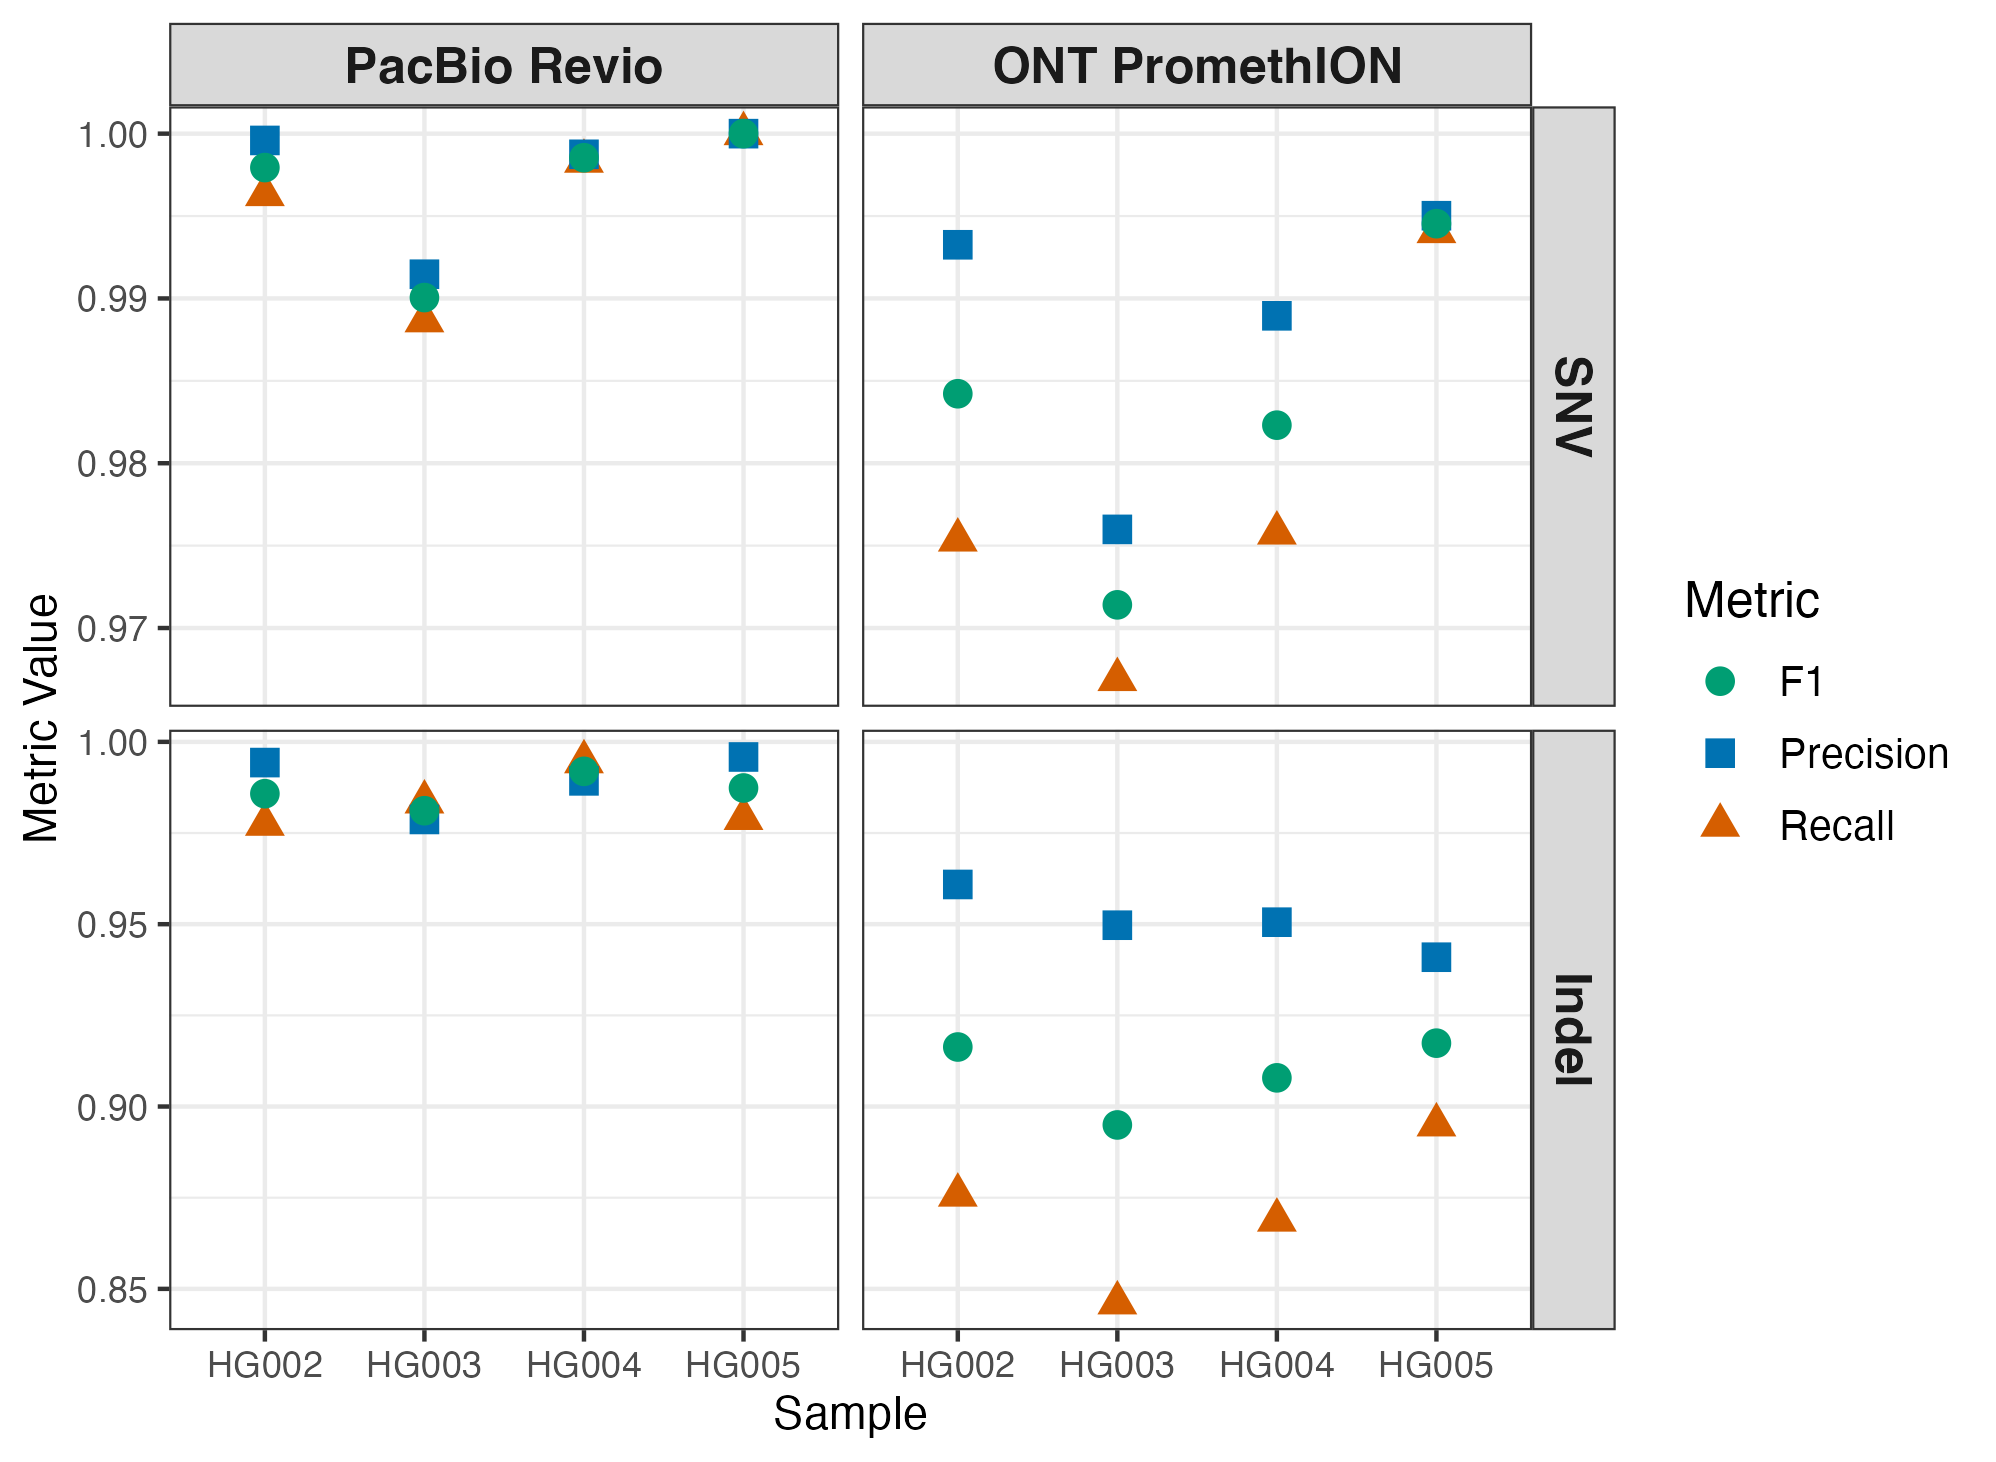 PacBio Revio
ONT PromethION
1.00
0.99
0.98
0.97
SNV
Metric Value
1.00
0.95
0.90
0.85
Indel
HG002 HG003 HG004 HG005
HG002 HG003 HG004 HG005
Sample
Metric
F1
Precision
Recall